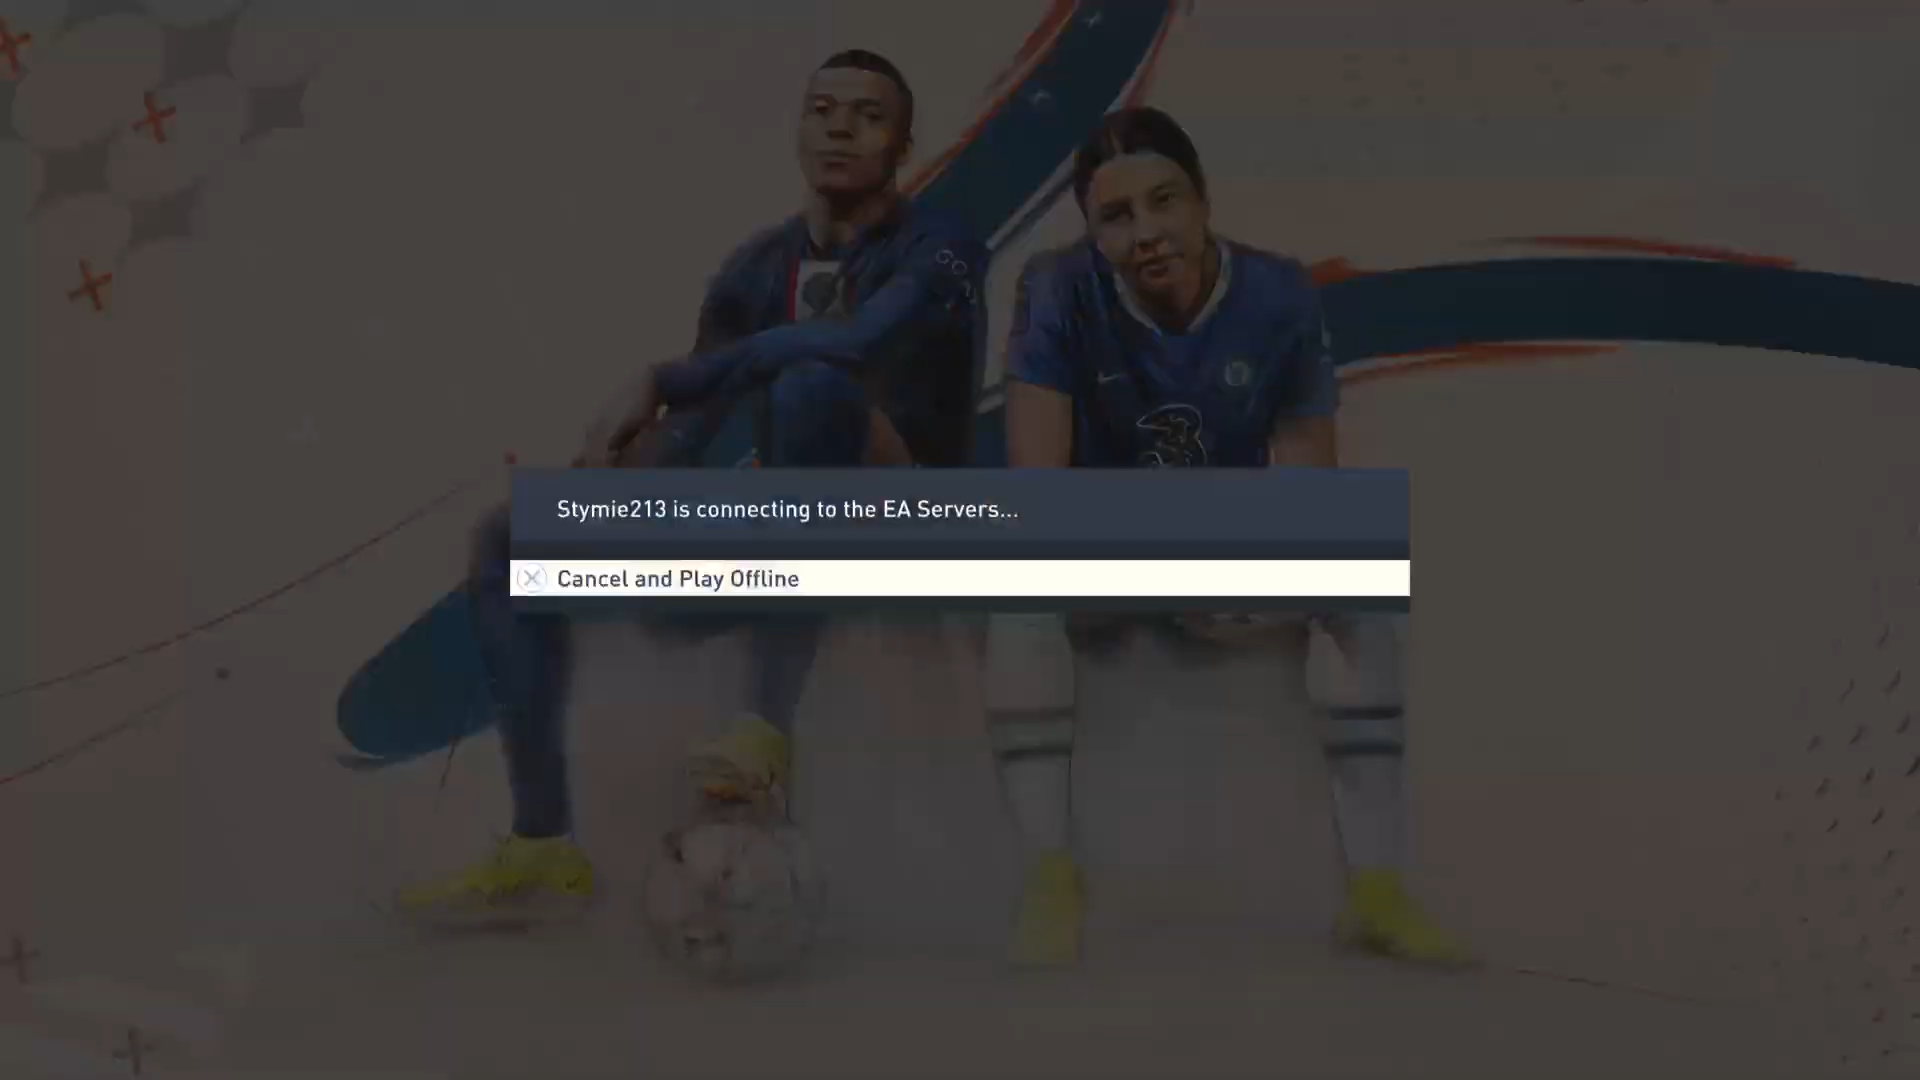 Stymie213 is connecting to the EA Servers...
Cancel and Play Offline